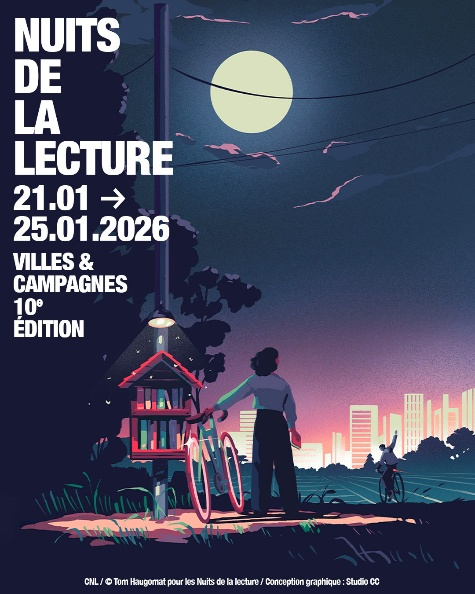 NUITS
DE
LA
LECTURE
21.01 →
25.01.2026
VILLES &
CAMPAGNES
10e
ÉDITION
CNL / © Tom Haugomat pour les Nuits de la lecture / Conception graphique : Studio CC